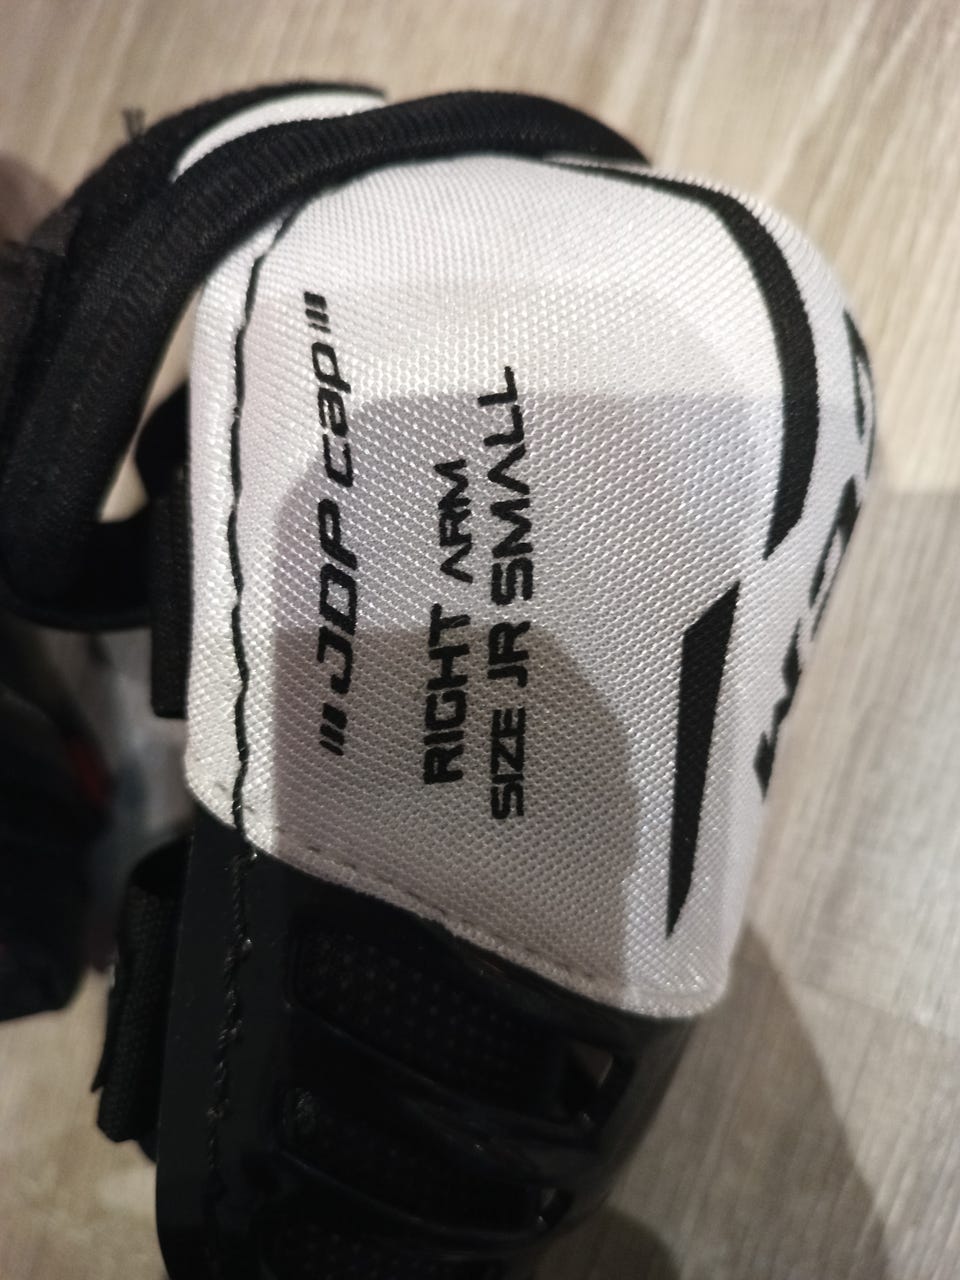 JDP cap
RIGHT ARM
SIZE JR SMALL